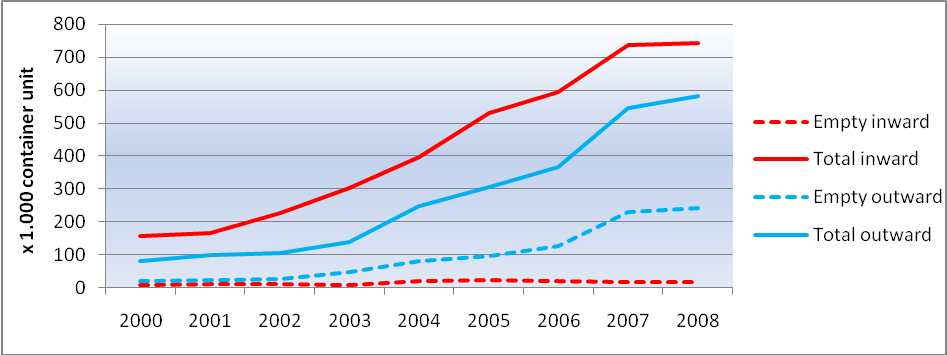 800
700
600
500
400
300
200
100
0
x 1.000 container unit
2000 2001 2002 2003 2004 2005 2006 2007 2008
Empty inward
Total inward
Empty outward
Total outward